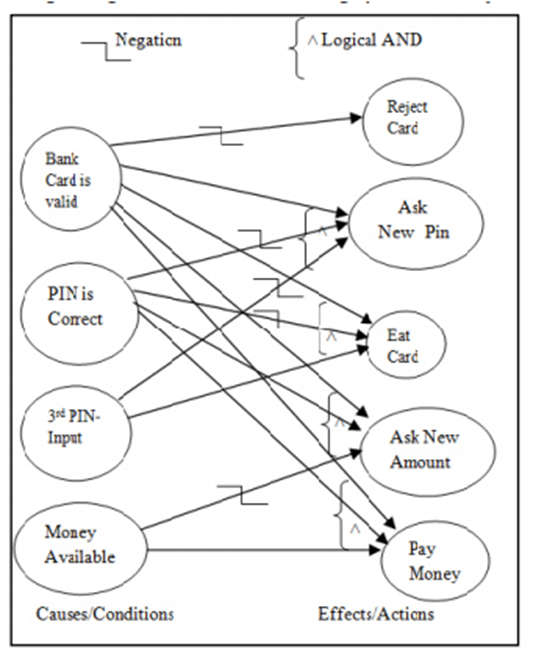 Negation
^ Logical AND
Reject
Card
Bank
Card is
valid
Ask
New Pin
^
PIN is
Correct
Eat
Card
^
3rd PIN-
Input
^
Ask New
Amount
Money
Available
^
Pay
Money
Causes/Conditions
Effects/Actions